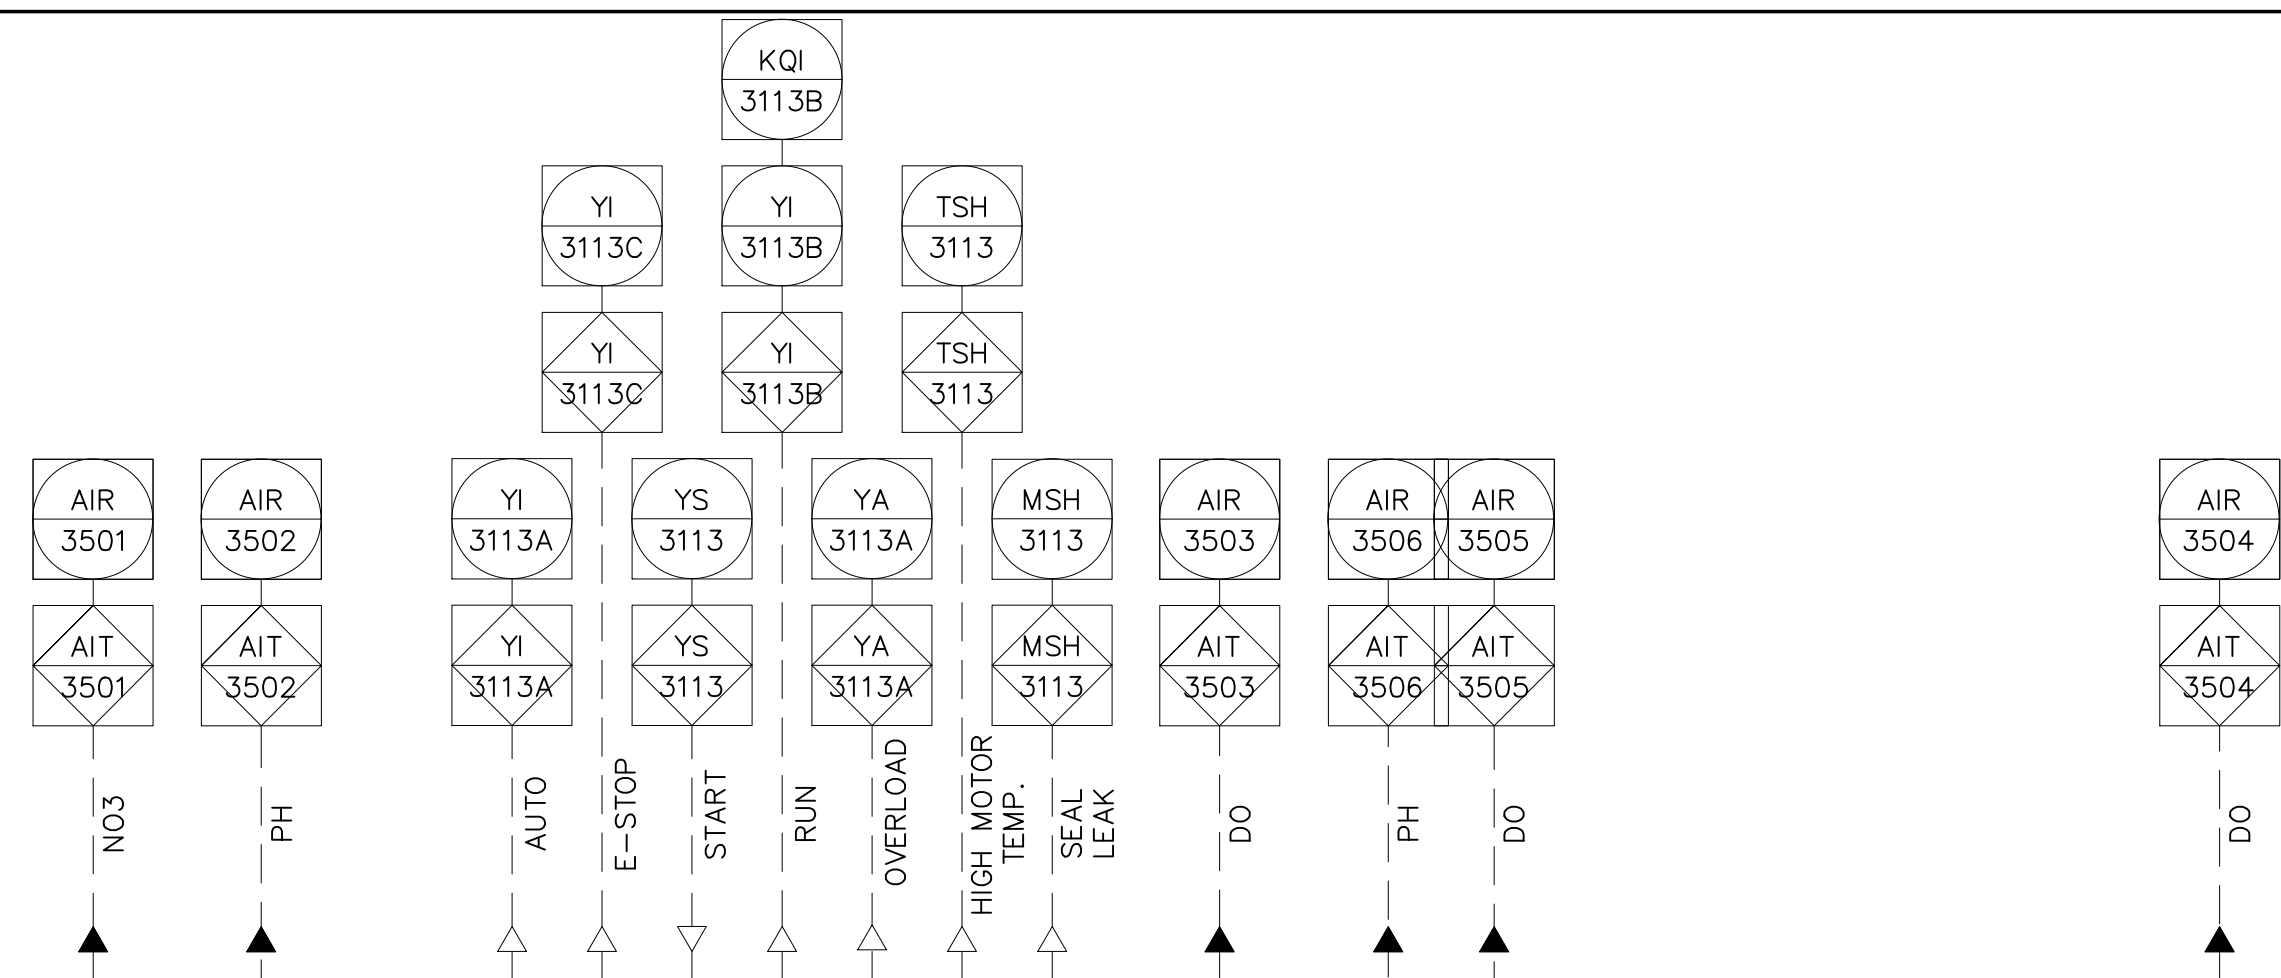 KQI
3113B
YI
3113C
YI
3113B
TSH
3113
YI
3113C
YI
3113B
TSH
3113
AIR
3501
AIR
3502
YI
3113A
YS
3113
YA
3113A
MSH
3113
AIR
3503
AIR
3506
AIR
3505
AIR
3504
AIT
3501
AIT
3502
YI
3113A
YS
3113
YA
3113A
MSH
3113
AIT
3503
AIT
3506
AIT
3505
AIT
3504
NO3
PH
AUTO
E-STOP
START
RUN
OVERLOAD
HIGH MOTOR
TEMP.
SEAL
LEAK
DO
PH
DO
DO